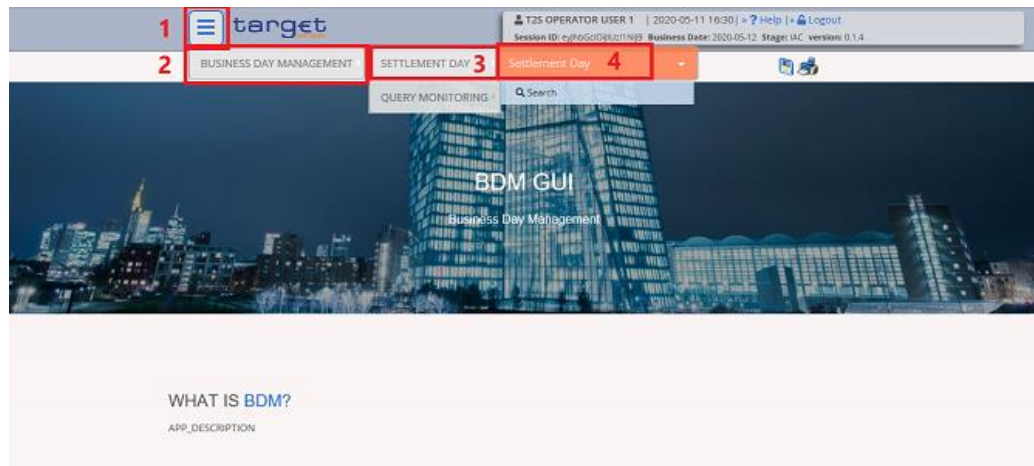 1
target
T2S OPERATOR USER 1 | 2020-05-11 16:30 | » ? Help | » Logout
Business Date: 2020-05-12 Stage: IAC version: 0.1.4
Session ID:
2 BUSINESS DAY MANAGEMENT
SETTLEMENT DAY 3
Settlement Day 4
QUERY MONITORING
Search
BDM GUI
Business Day Management
WHAT IS BDM?
APP_DESCRIPTION